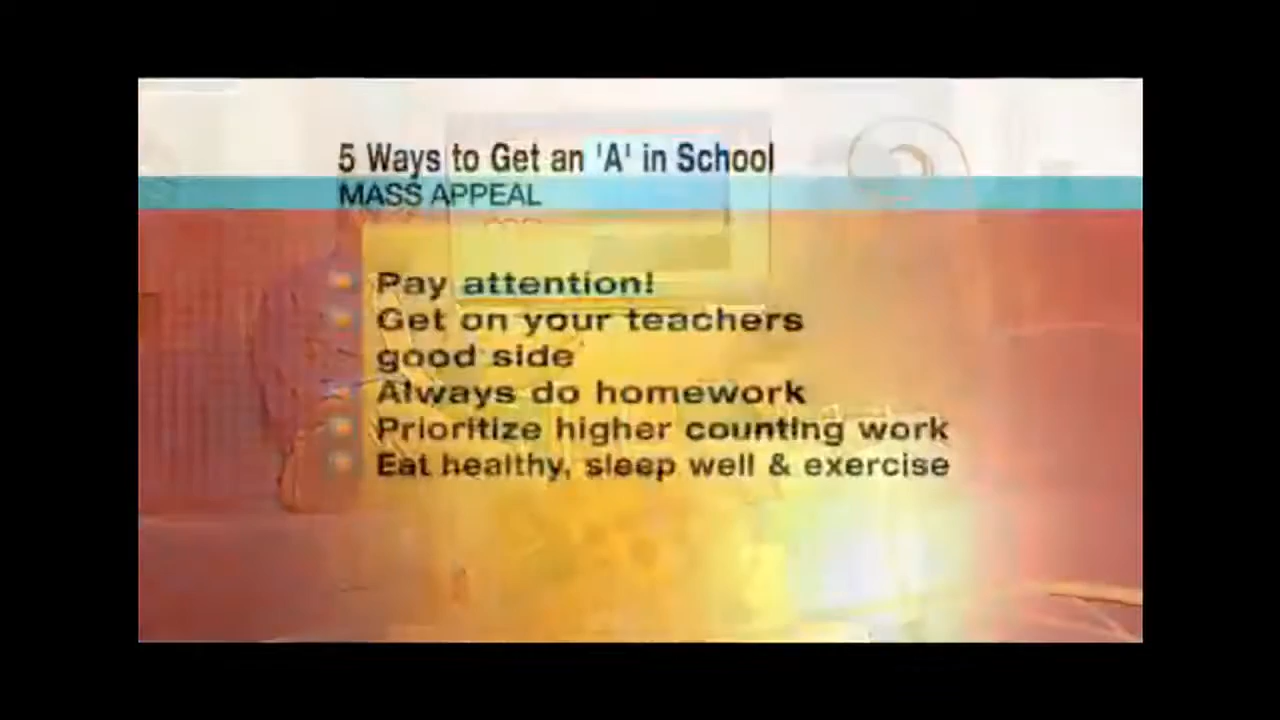 5 Ways to Get an 'A' in School
MASS APPEAL
Pay attention!
Get on your teachers
good side
Always do homework
Prioritize higher counting work
Eat healthy, sleep well & exercise